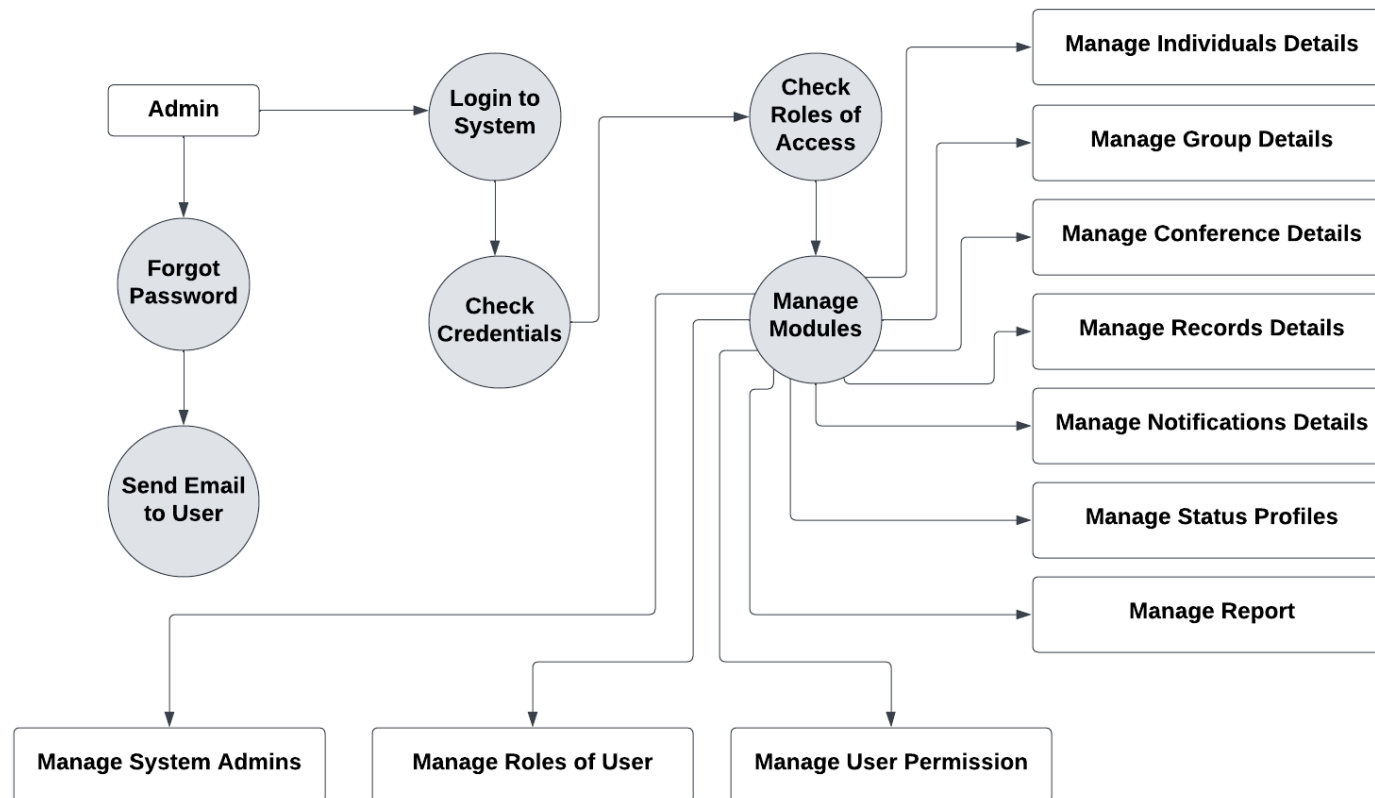 Admin
Login to
System
Check
Roles of
Access
Manage Individuals Details
Manage Group Details
Manage Conference Details
Forgot
Password
Check
Credentials
Manage
Modules
Manage Records Details
Manage Notifications Details
Send Email
to User
Manage Status Profiles
Manage Report
Manage System Admins
Manage Roles of User
Manage User Permission